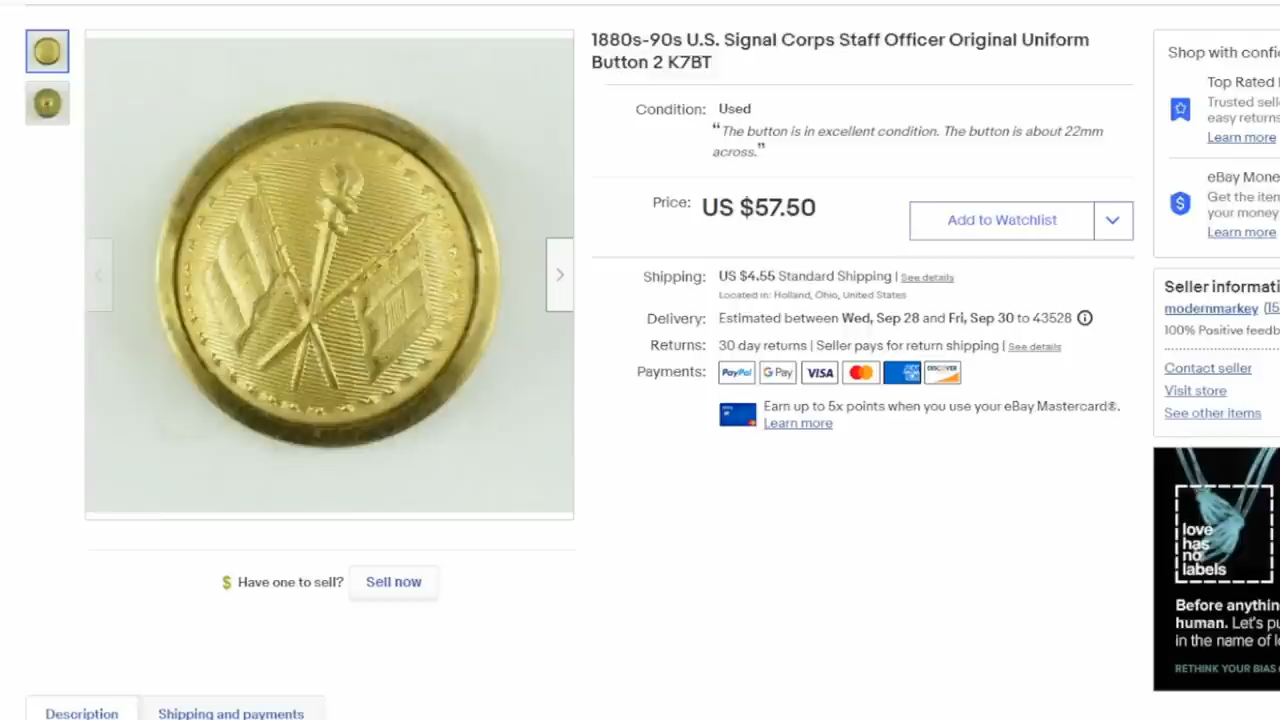 1880s-90s U.S. Signal Corps Staff Officer Original Uniform
Button 2 K7BT
Condition: Used
“The button is in excellent condition. The button is about 22mm
across.”
Price: US $57.50
Add to Watchlist
Shipping: US $4.55 Standard Shipping | See details
Located in: Holland, Ohio, United States
Delivery: Estimated between Wed, Sep 28 and Fri, Sep 30 to 43528
Returns: 30 day returns | Seller pays for return shipping | See details
Payments: PayPal G Pay VISA DISCOVER
Earn up to 5x points when you use your eBay Mastercard®.
Learn more
$ Have one to sell? Sell now
Description Shipping and payments
Shop with confi
Top Rated
Trusted sell
easy returns
Learn more
eBay Mone
Get the iten
your money
Learn more
Seller informati
modernmarkey (15
100% Positive feedb
Contact seller
Visit store
See other items
love
has
no
labels
Before anythin
human. Let's pu
in the name of l
RETHINK YOUR BIAS